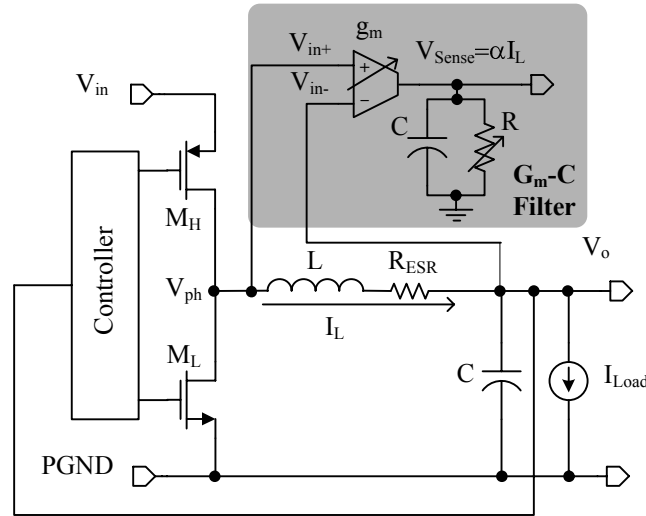 g_m
V_in+
V_Sense=αI_L
V_in
V_in-
+
−
C
R
G_m-C
Filter
Controller
M_H
L
R_ESR
V_o
V_ph
I_L
M_L
C
I_Load
PGND